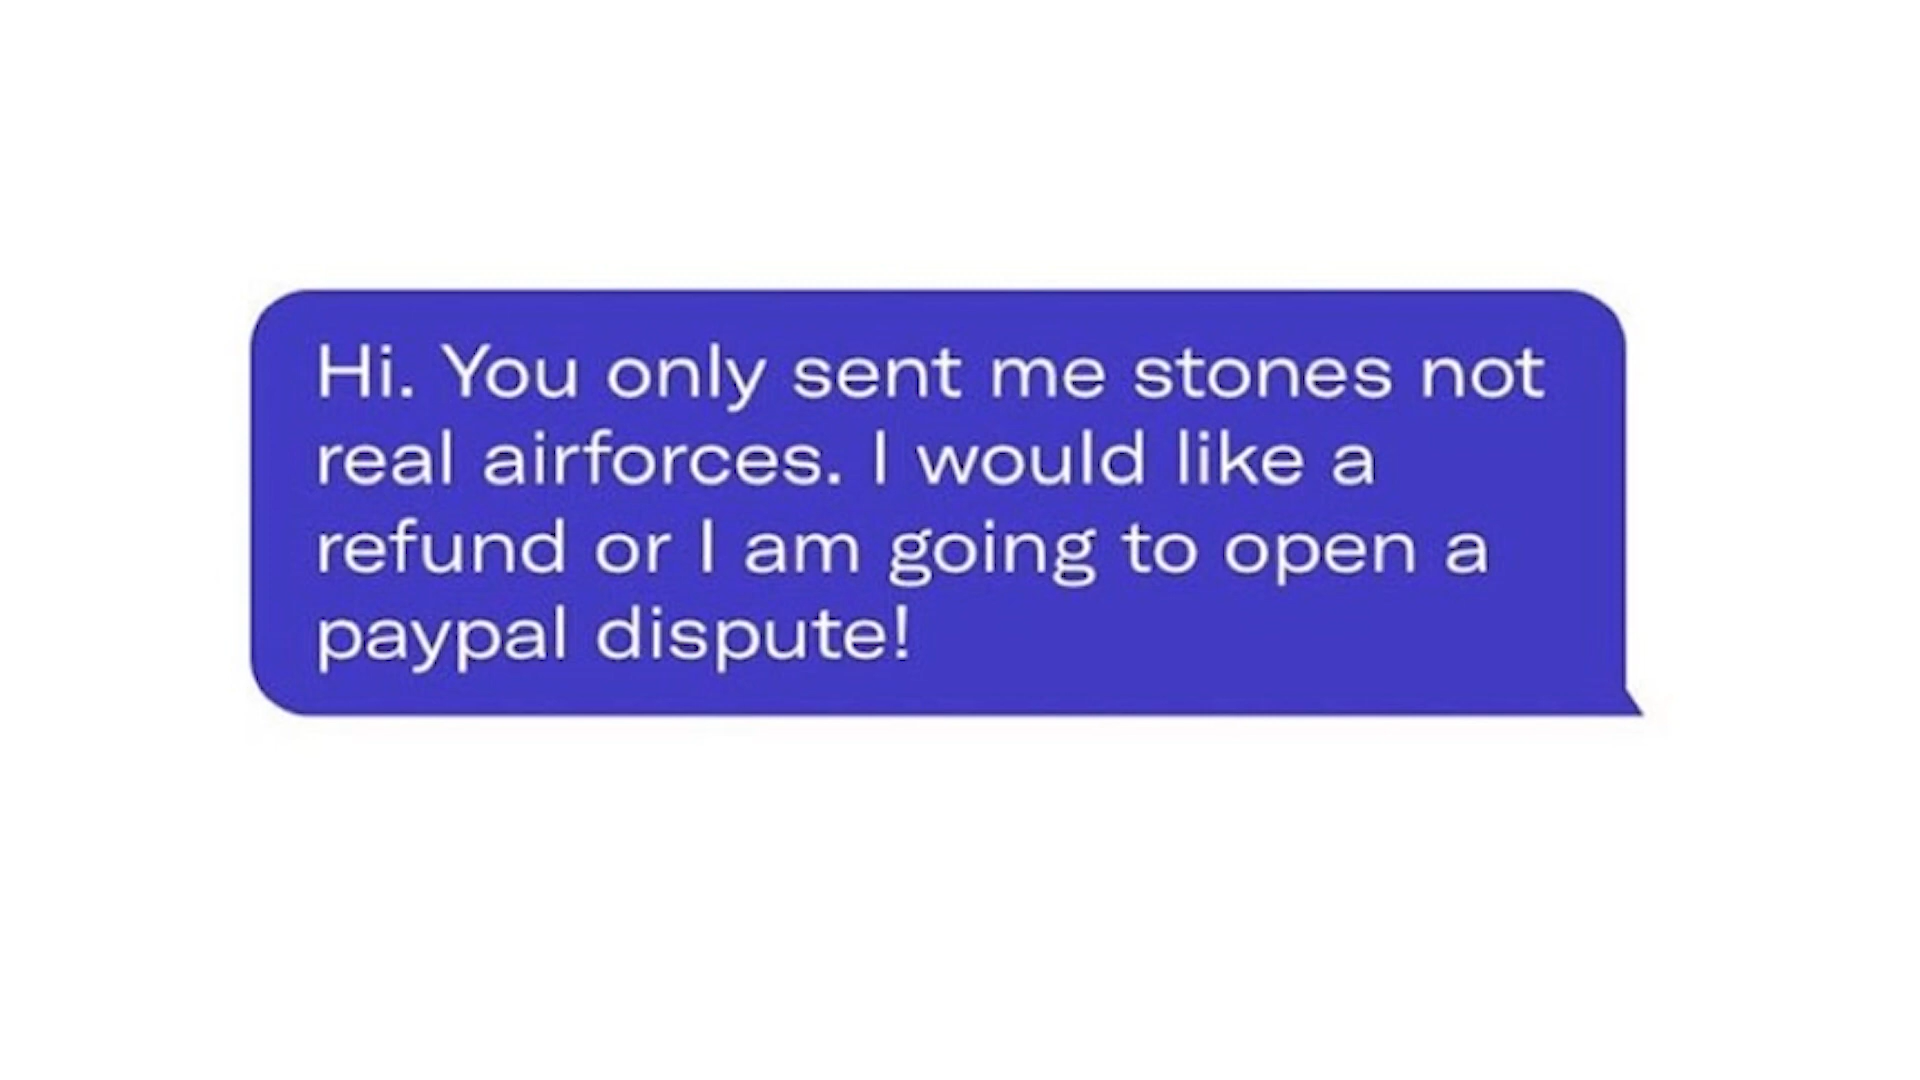 Hi. You only sent me stones not
real airforces. I would like a
refund or I am going to open a
paypal dispute!